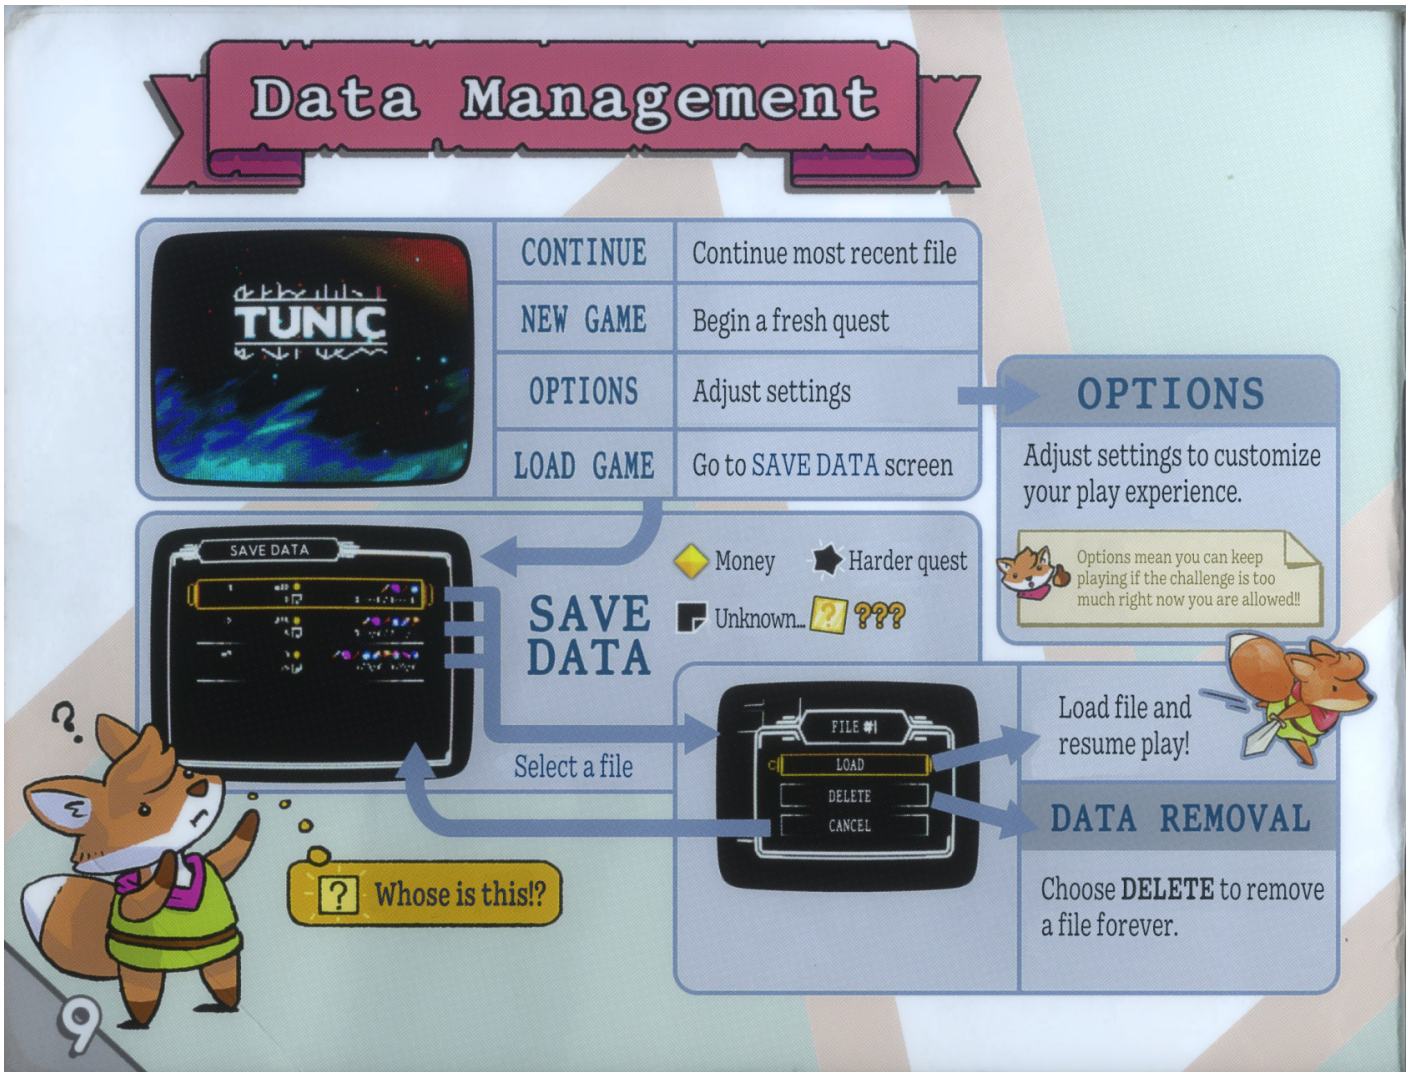 Data Management
TUNIC
CONTINUE
Continue most recent file
NEW GAME
Begin a fresh quest
OPTIONS
Adjust settings
LOAD GAME
Go to SAVE DATA screen
OPTIONS
Adjust settings to customize
your play experience.
Options mean you can keep
playing if the challenge is too
much right now you are allowed!!
SAVE DATA
SAVE
DATA
Money
Harder quest
Unknown...
?
???
Select a file
FILE #1
LOAD
DELETE
CANCEL
Load file and
resume play!
DATA REMOVAL
Choose DELETE to remove
a file forever.
?
? Whose is this!?
9